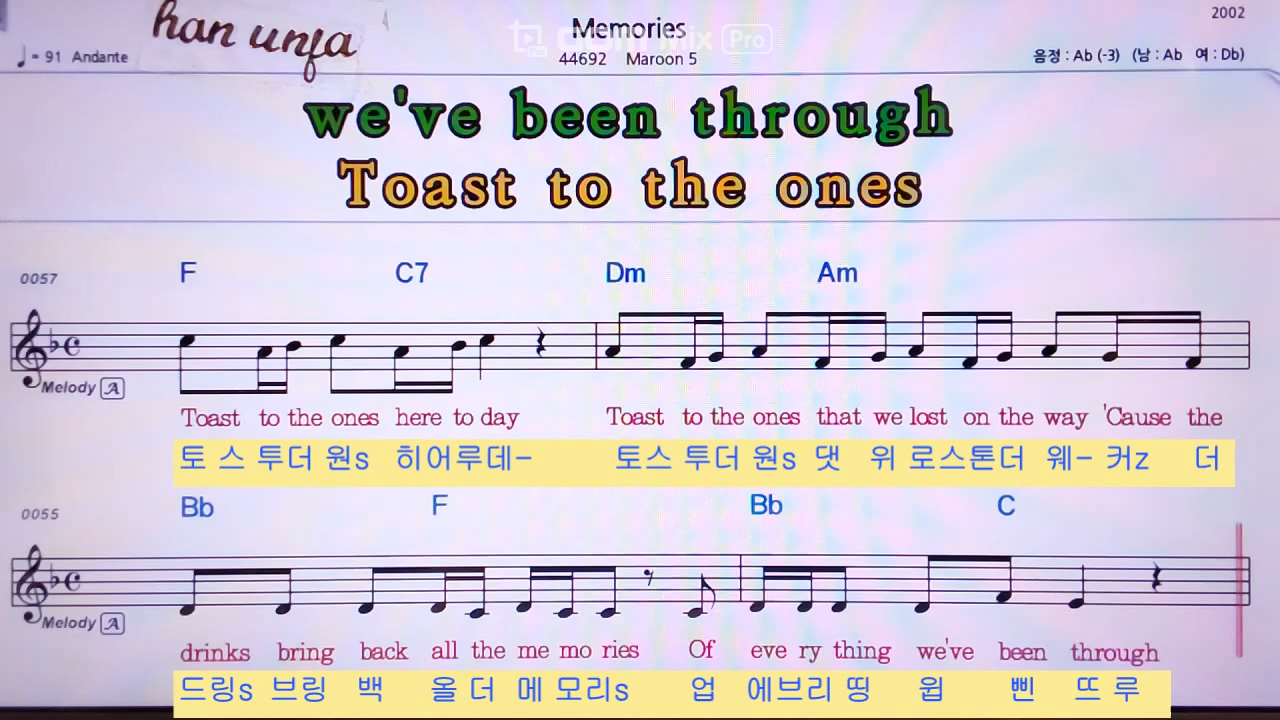 han unja
Memories
2002
♩= 91 Andante
44692 Maroon 5
음정 : Ab (-3) (남 : Ab 여 : Db)
we've been through
Toast to the ones
0057
F C7 Dm Am
Melody A
Toast to the ones here to day Toast to the ones that we lost on the way 'Cause the
토 스 투더 원s 히어루데- 토스 투더 원s 댓 위 로스톤더 웨- 커z 더
0055
Bb F Bb C
Melody A
drinks bring back all the me mo ries Of eve ry thing we've been through
드링s 브링 백 올 더 메 모리s 업 에브리 띵 윕 삔 뜨 루